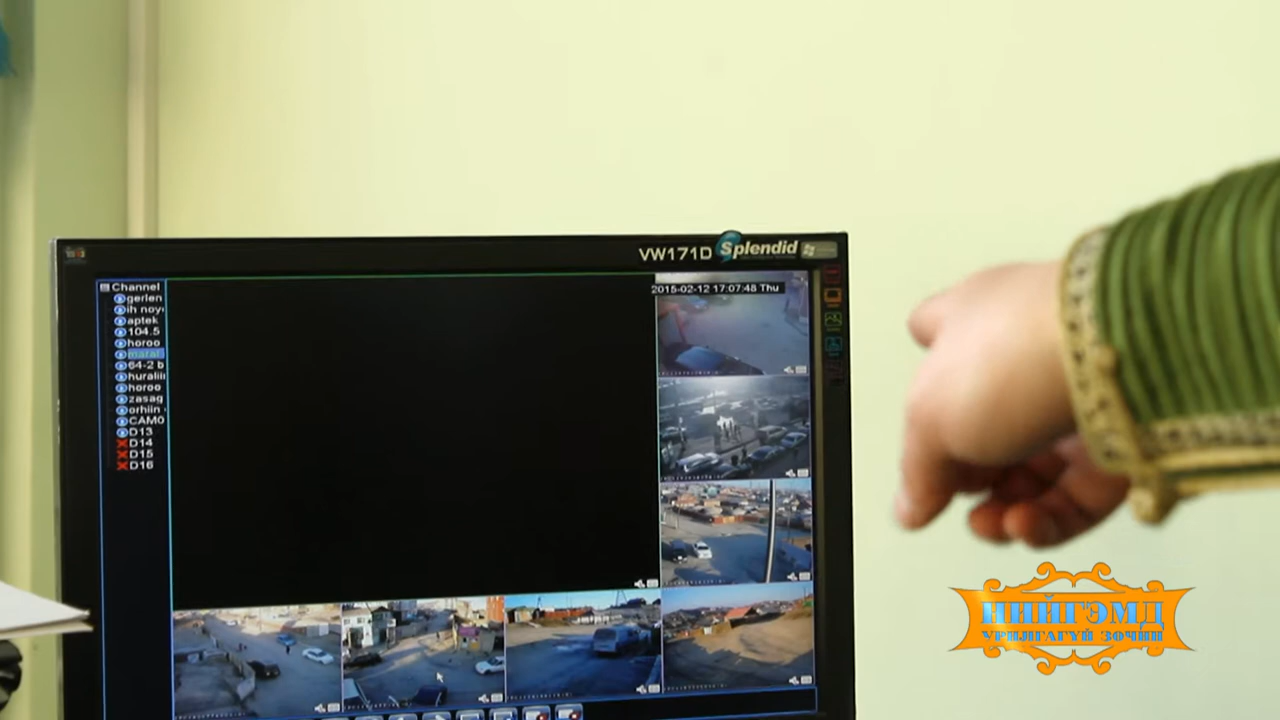 VW171D Splendid
Channel
2015-02-12 17:07:48 Thu
gerlen
ih noy
aptek
104.5
horoo
maral
64-2 b
hurali
horoo
zasag
orhiin
CAM0
D13
D14
D15
D16
НИЙГЭМД
УРИЛГАГҮЙ ЗОЧИН